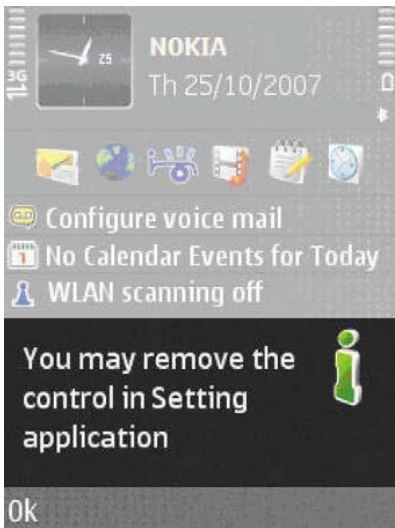 NOKIA
25
3G
Th 25/10/2007
Configure voice mail
1
No Calendar Events for Today
WLAN scanning off
You may remove the
control in Setting
application
Ok